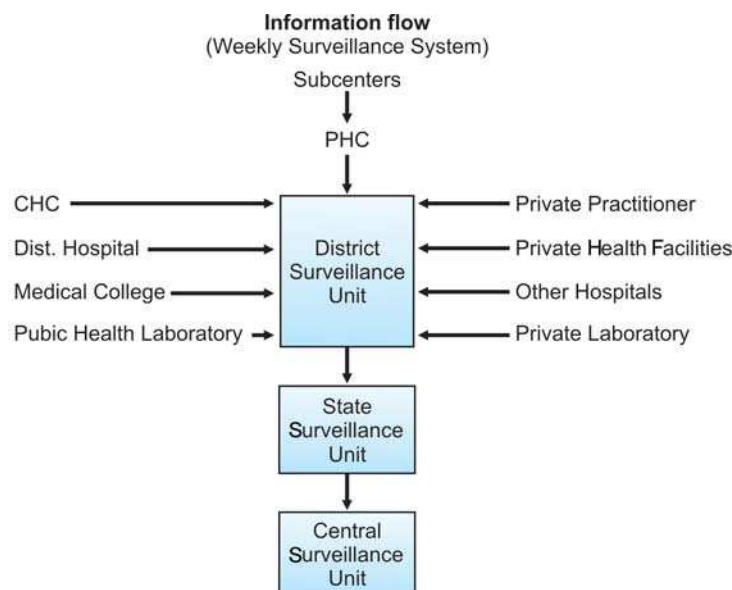 Information flow
(Weekly Surveillance System)
Subcenters
PHC
CHC
Dist. Hospital
Medical College
Pubic Health Laboratory
District
Surveillance
Unit
Private Practitioner
Private Health Facilities
Other Hospitals
Private Laboratory
State
Surveillance
Unit
Central
Surveillance
Unit